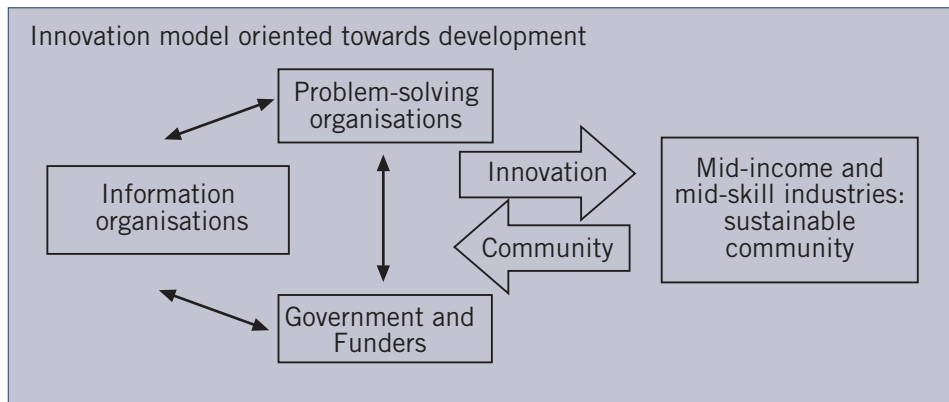 Innovation model oriented towards development
Problem-solving
organisations
Information
organisations
Innovation
Community
Mid-income and
mid-skill industries:
sustainable
community
Government and
Funders